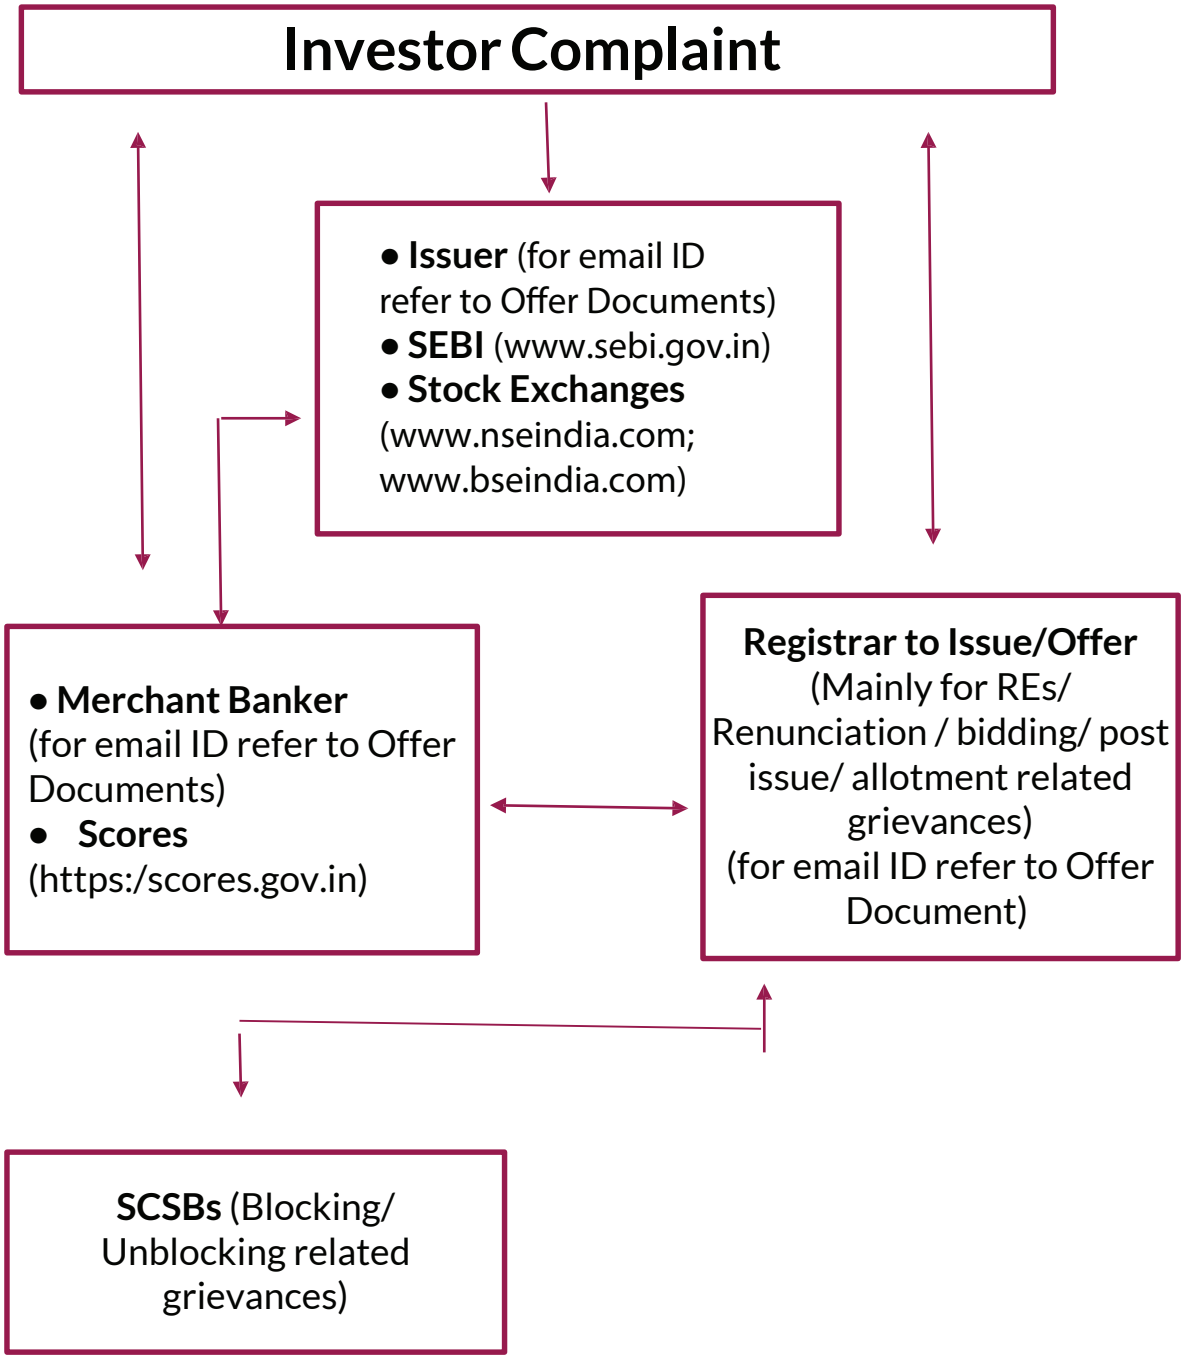 Investor Complaint
● Issuer (for email ID
refer to Offer Documents)
● SEBI (www.sebi.gov.in)
● Stock Exchanges
(www.nseindia.com;
www.bseindia.com)
● Merchant Banker
(for email ID refer to Offer
Documents)
● Scores
(https:/scores.gov.in)
Registrar to Issue/Offer
(Mainly for REs/
Renunciation / bidding/ post
issue/ allotment related
grievances)
(for email ID refer to Offer
Document)
SCSBs (Blocking/
Unblocking related
grievances)